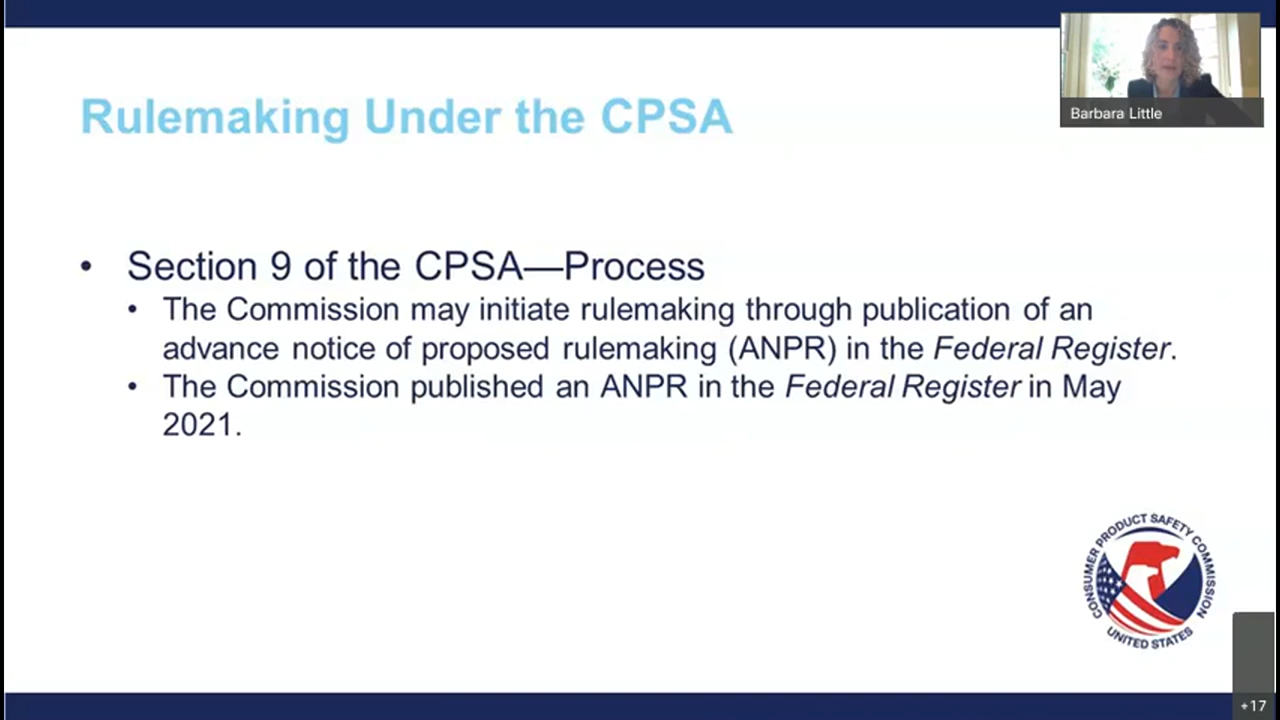 Barbara Little
Rulemaking Under the CPSA
• Section 9 of the CPSA—Process
• The Commission may initiate rulemaking through publication of an
advance notice of proposed rulemaking (ANPR) in the Federal Register.
• The Commission published an ANPR in the Federal Register in May
2021.
CONSUMER PRODUCT SAFETY COMMISSION
UNITED STATES
+17